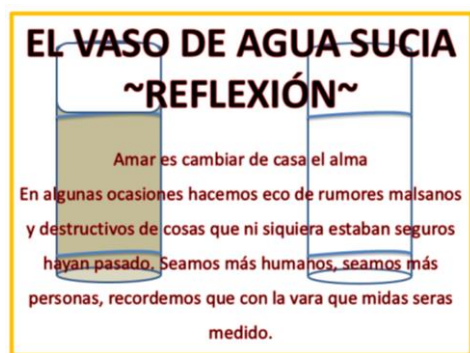 EL VASO DE AGUA SUCIA
~REFLEXIÓN~
Amar es cambiar de casa el alma
En algunas ocasiones hacemos eco de rumores malsanos
y destructivos de cosas que ni siquiera estaban seguros
hayan pasado. Seamos más humanos, seamos más
personas, recordemos que con la vara que midas seras
medido.